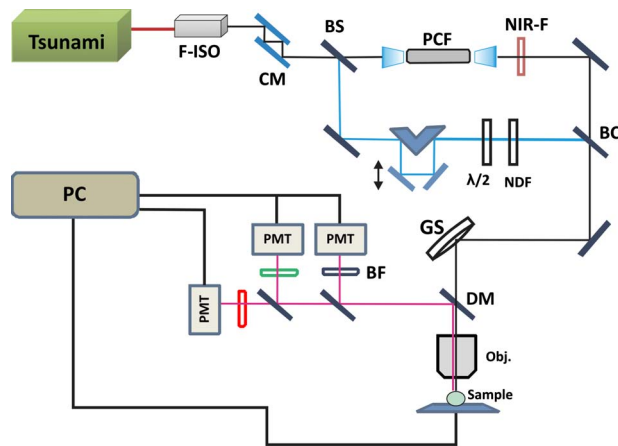 Tsunami
F-ISO
CM
BS
PCF
NIR-F
BC
λ/2
NDF
PC
PMT
PMT
GS
BF
PMT
DM
Obj.
Sample